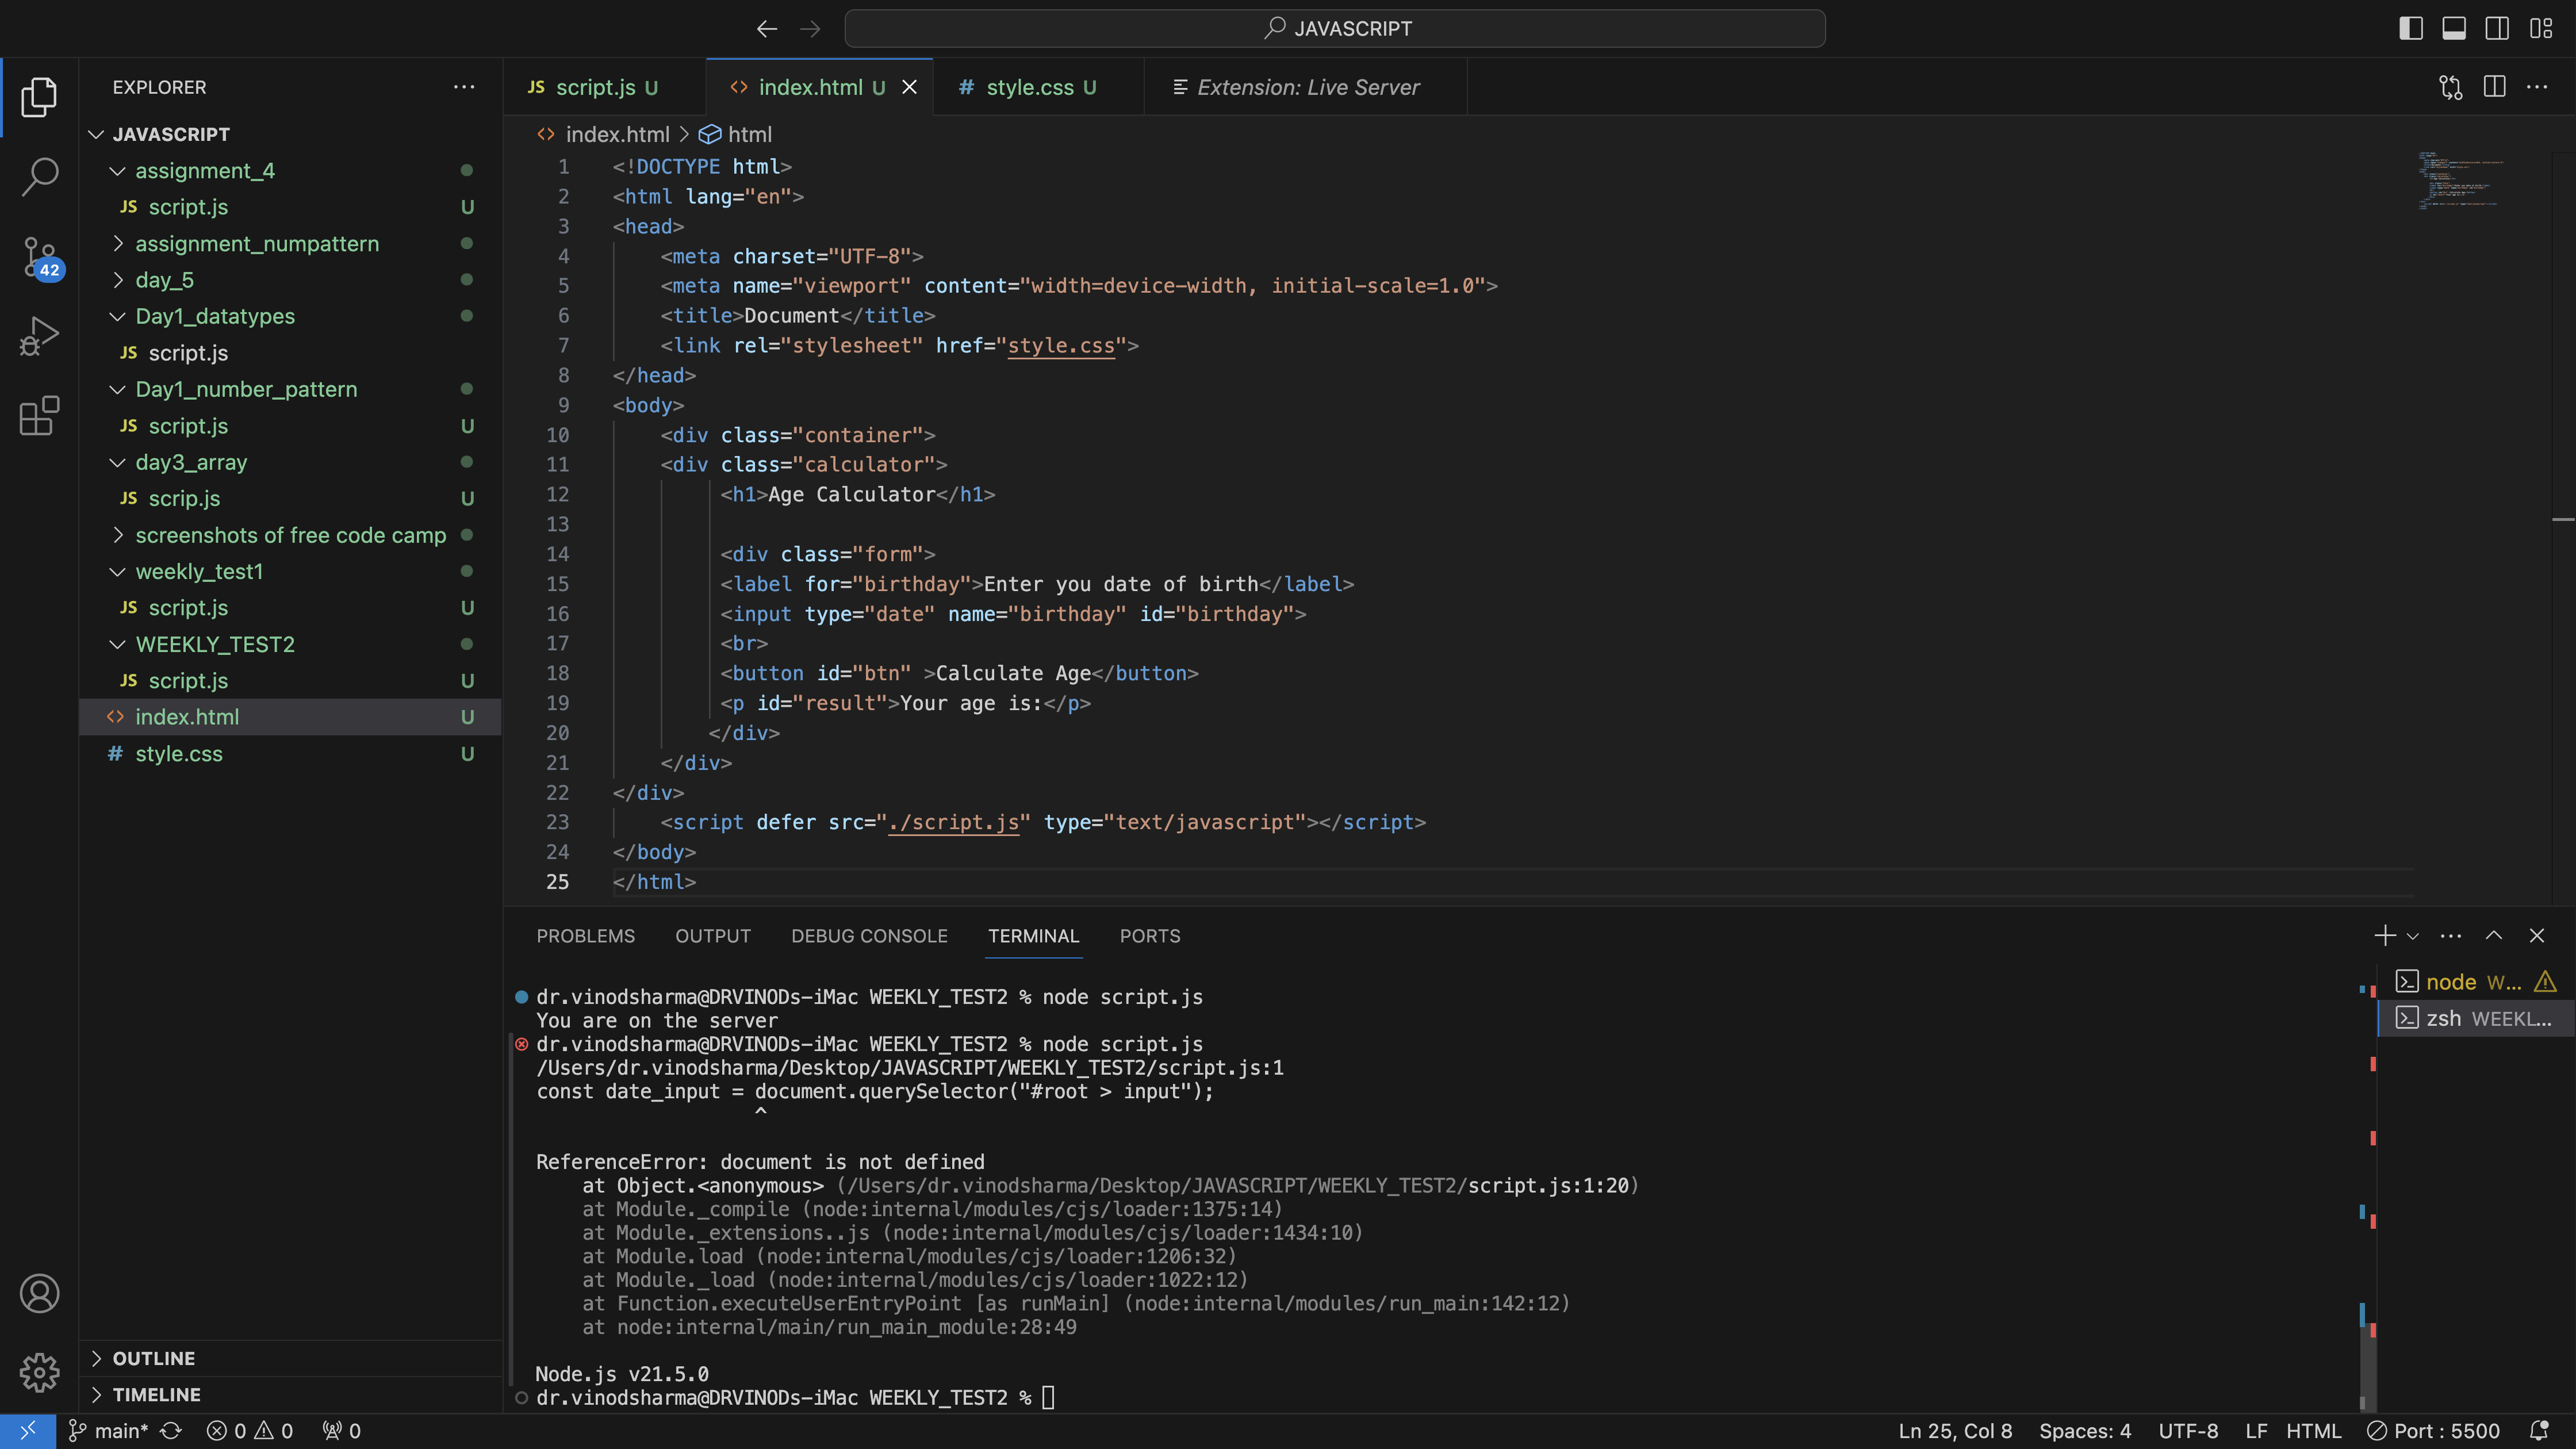 JAVASCRIPT
EXPLORER
JAVASCRIPT
assignment_4
JS script.js U
assignment_numpattern
day_5
Day1_datatypes
JS script.js
Day1_number_pattern
JS script.js U
day3_array
JS scrip.js U
screenshots of free code camp
weekly_test1
JS script.js U
WEEKLY_TEST2
JS script.js U
<> index.html U
# style.css U
OUTLINE
TIMELINE
42
JS script.js U
<> index.html U
# style.css U
Extension: Live Server
<> index.html > html
1 <!DOCTYPE html>
2 <html lang="en">
3 <head>
4 <meta charset="UTF-8">
5 <meta name="viewport" content="width=device-width, initial-scale=1.0">
6 <title>Document</title>
7 <link rel="stylesheet" href="style.css">
8 </head>
9 <body>
10 <div class="container">
11 <div class="calculator">
12 <h1>Age Calculator</h1>
13
14 <div class="form">
15 <label for="birthday">Enter you date of birth</label>
16 <input type="date" name="birthday" id="birthday">
17 <br>
18 <button id="btn" >Calculate Age</button>
19 <p id="result">Your age is:</p>
20 </div>
21 </div>
22 </div>
23 <script defer src="./script.js" type="text/javascript"></script>
24 </body>
25 </html>
PROBLEMS OUTPUT DEBUG CONSOLE TERMINAL PORTS
dr.vinodsharma@DRVINODs-iMac WEEKLY_TEST2 % node script.js
You are on the server
dr.vinodsharma@DRVINODs-iMac WEEKLY_TEST2 % node script.js
/Users/dr.vinodsharma/Desktop/JAVASCRIPT/WEEKLY_TEST2/script.js:1
const date_input = document.querySelector("#root > input");
^
ReferenceError: document is not defined
at Object.<anonymous> (/Users/dr.vinodsharma/Desktop/JAVASCRIPT/WEEKLY_TEST2/script.js:1:20)
at Module._compile (node:internal/modules/cjs/loader:1375:14)
at Module._extensions..js (node:internal/modules/cjs/loader:1434:10)
at Module.load (node:internal/modules/cjs/loader:1206:32)
at Module._load (node:internal/modules/cjs/loader:1022:12)
at Function.executeUserEntryPoint [as runMain] (node:internal/modules/run_main:142:12)
at node:internal/main/run_main_module:28:49
Node.js v21.5.0
dr.vinodsharma@DRVINODs-iMac WEEKLY_TEST2 %
node W...
zsh WEEKL...
main* 0 0 0
Ln 25, Col 8 Spaces: 4 UTF-8 LF HTML Port : 5500